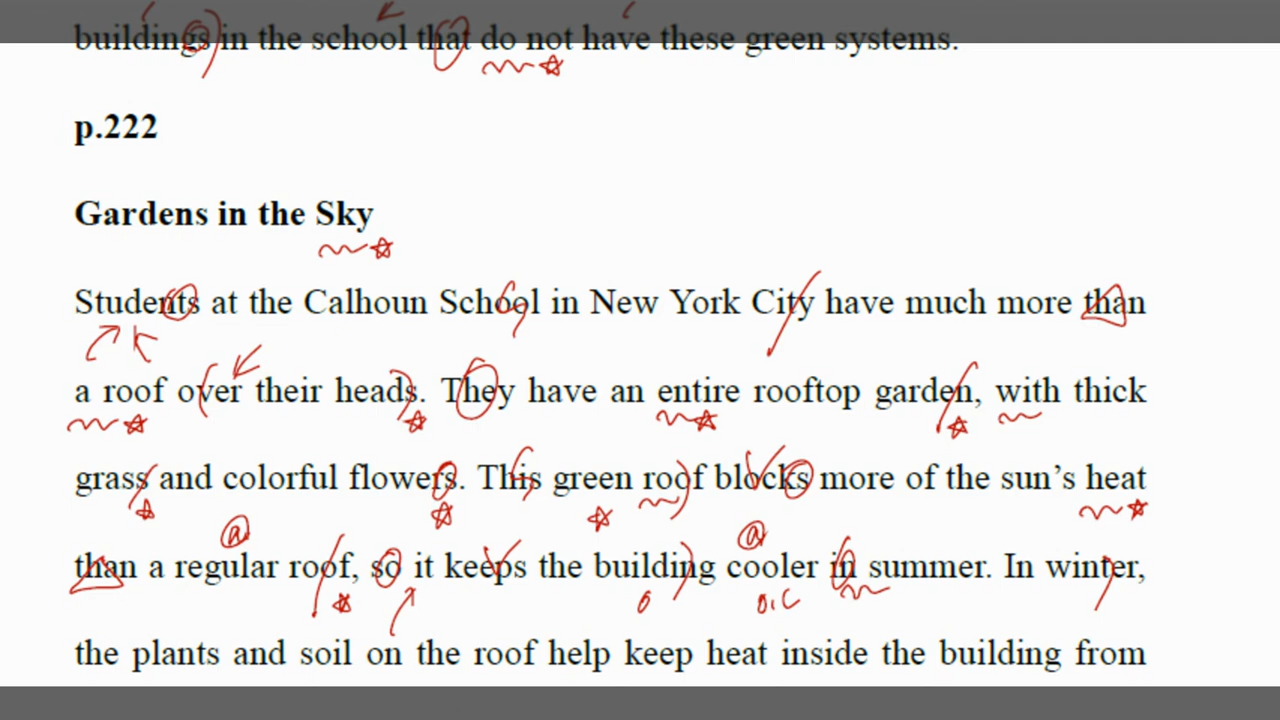 buildings in the school that do not have these green systems.
p.222
Gardens in the Sky
Students at the Calhoun School in New York City have much more than
a roof over their heads. They have an entire rooftop garden, with thick
grass and colorful flowers. This green roof blocks more of the sun's heat
than a regular roof, so it keeps the building cooler in summer. In winter,
the plants and soil on the roof help keep heat inside the building from